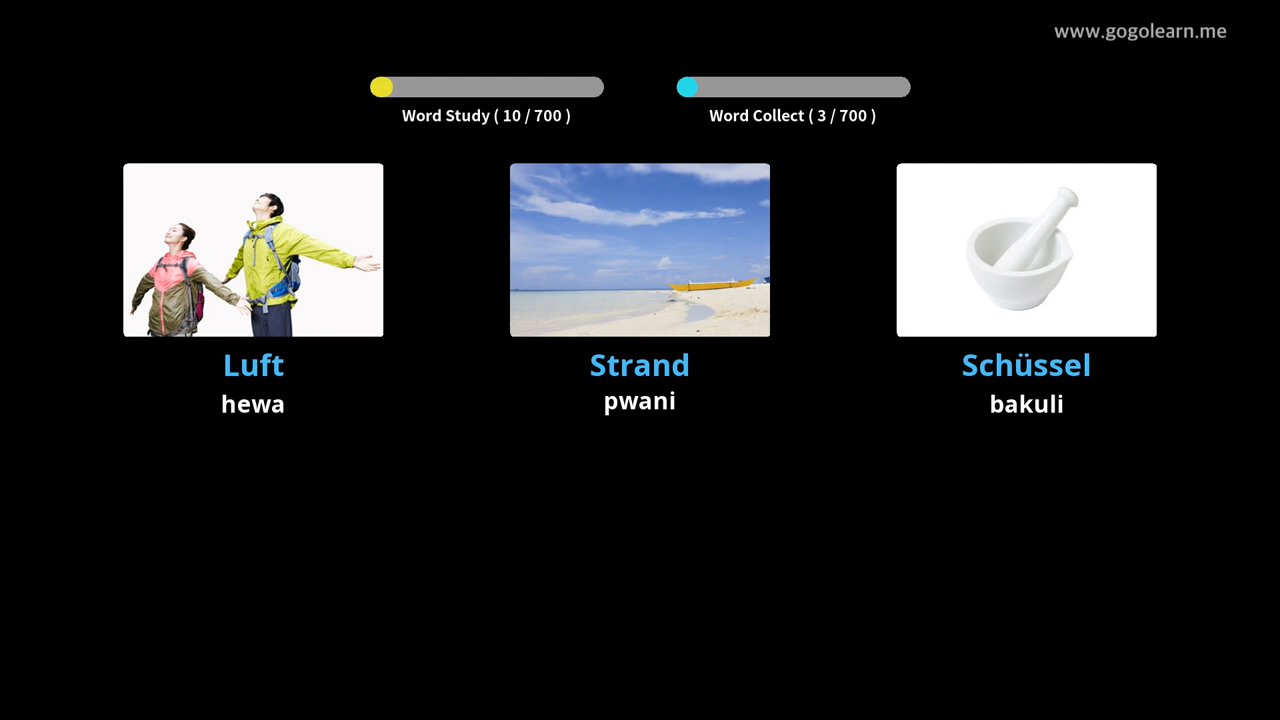 www.gogolearn.me
Word Study ( 10 / 700 )
Word Collect ( 3 / 700 )
Luft
hewa
Strand
pwani
Schüssel
bakuli